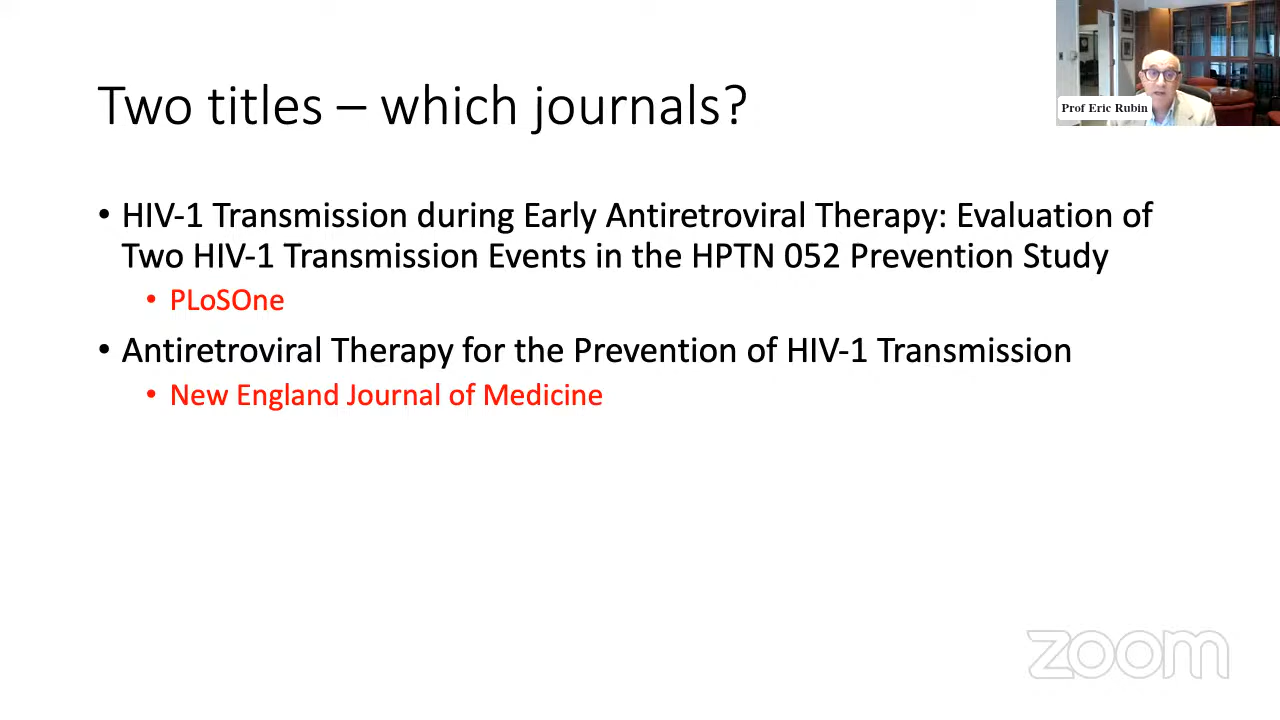 Two titles – which journals?
Prof Eric Rubin
• HIV-1 Transmission during Early Antiretroviral Therapy: Evaluation of
Two HIV-1 Transmission Events in the HPTN 052 Prevention Study
• PLoSOne
• Antiretroviral Therapy for the Prevention of HIV-1 Transmission
• New England Journal of Medicine
zoom